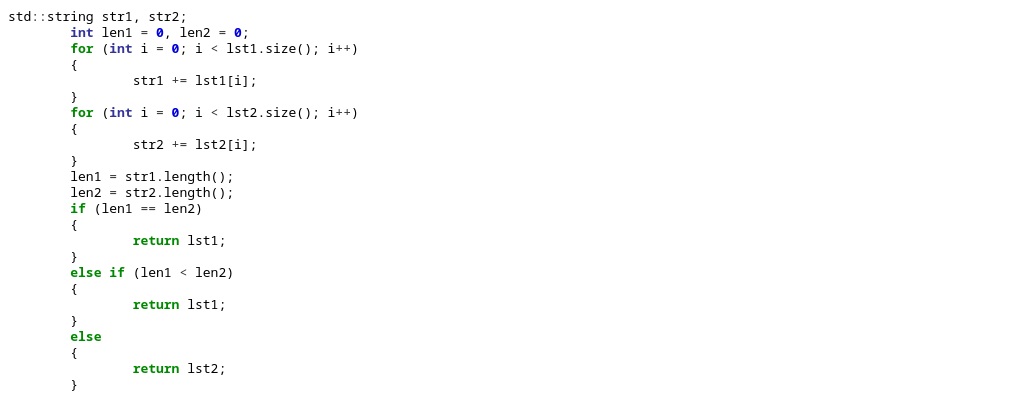 std::string str1, str2;
        int len1 = 0, len2 = 0;
        for (int i = 0; i < lst1.size(); i++)
        {
                str1 += lst1[i];
        }
        for (int i = 0; i < lst2.size(); i++)
        {
                str2 += lst2[i];
        }
        len1 = str1.length();
        len2 = str2.length();
        if (len1 == len2)
        {
                return lst1;
        }
        else if (len1 < len2)
        {
                return lst1;
        }
        else
        {
                return lst2;
        }